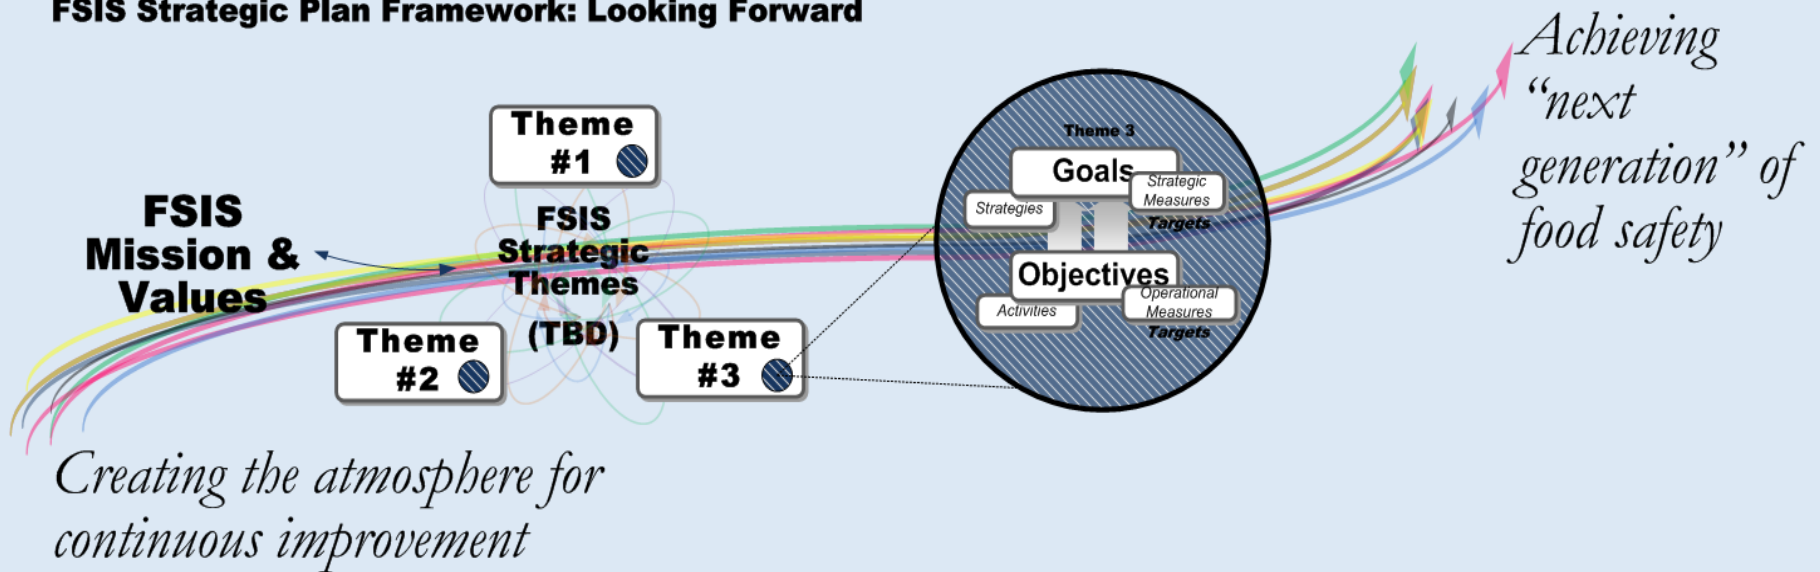 FSIS Strategic Plan Framework: Looking Forward
Achieving
“next
generation” of
food safety
Theme
#1
FSIS
Mission &
Values
FSIS
Strategic
Themes
(TBD)
Theme
#2
Theme
#3
Theme 3
Goals
Strategies
Strategic
Measures
Targets
Objectives
Activities
Operational
Measures
Targets
Creating the atmosphere for
continuous improvement